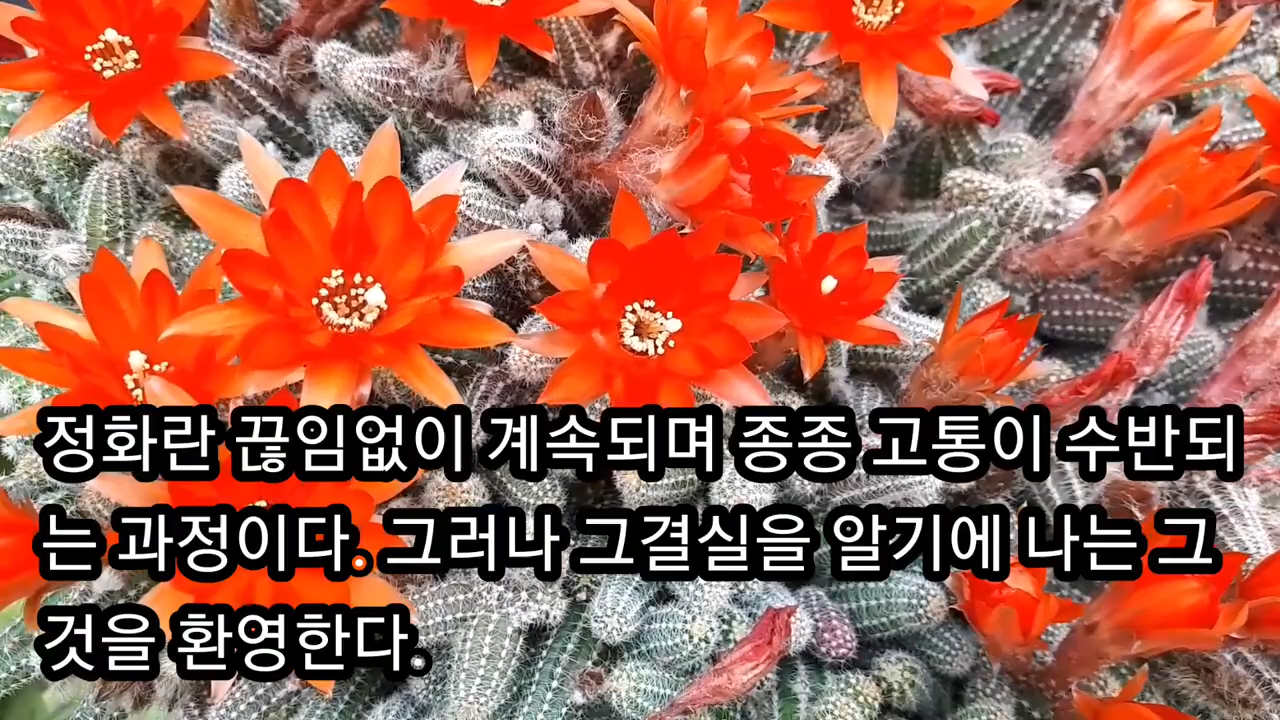 정화란 끊임없이 계속되며 종종 고통이 수반되
는 과정이다. 그러나 그결실을 알기에 나는 그
것을 환영한다.